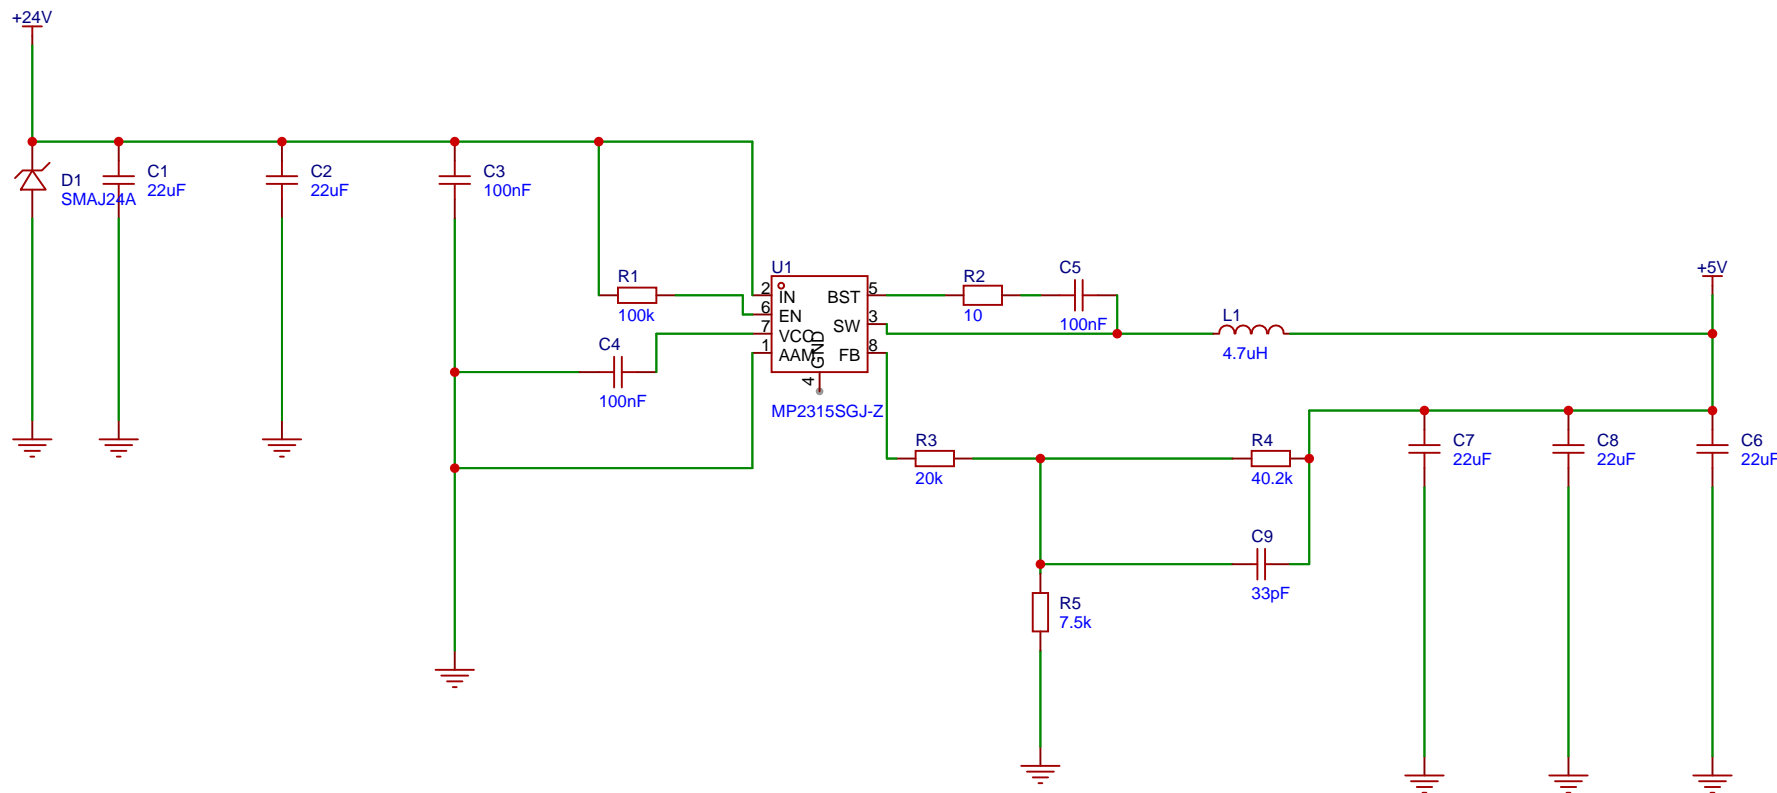 +24V
D1
SMAJ24A
C1
22uF
C2
22uF
C3
100nF
R1
100k
C4
100nF
U1
2
IN
6
EN
7
VCC
1
AAM
GND
4
BST
5
SW
3
FB
8
MP2315SGJ-Z
R2
10
C5
100nF
L1
4.7uH
+5V
R3
20k
R4
40.2k
C9
33pF
R5
7.5k
C7
22uF
C8
22uF
C6
22uF